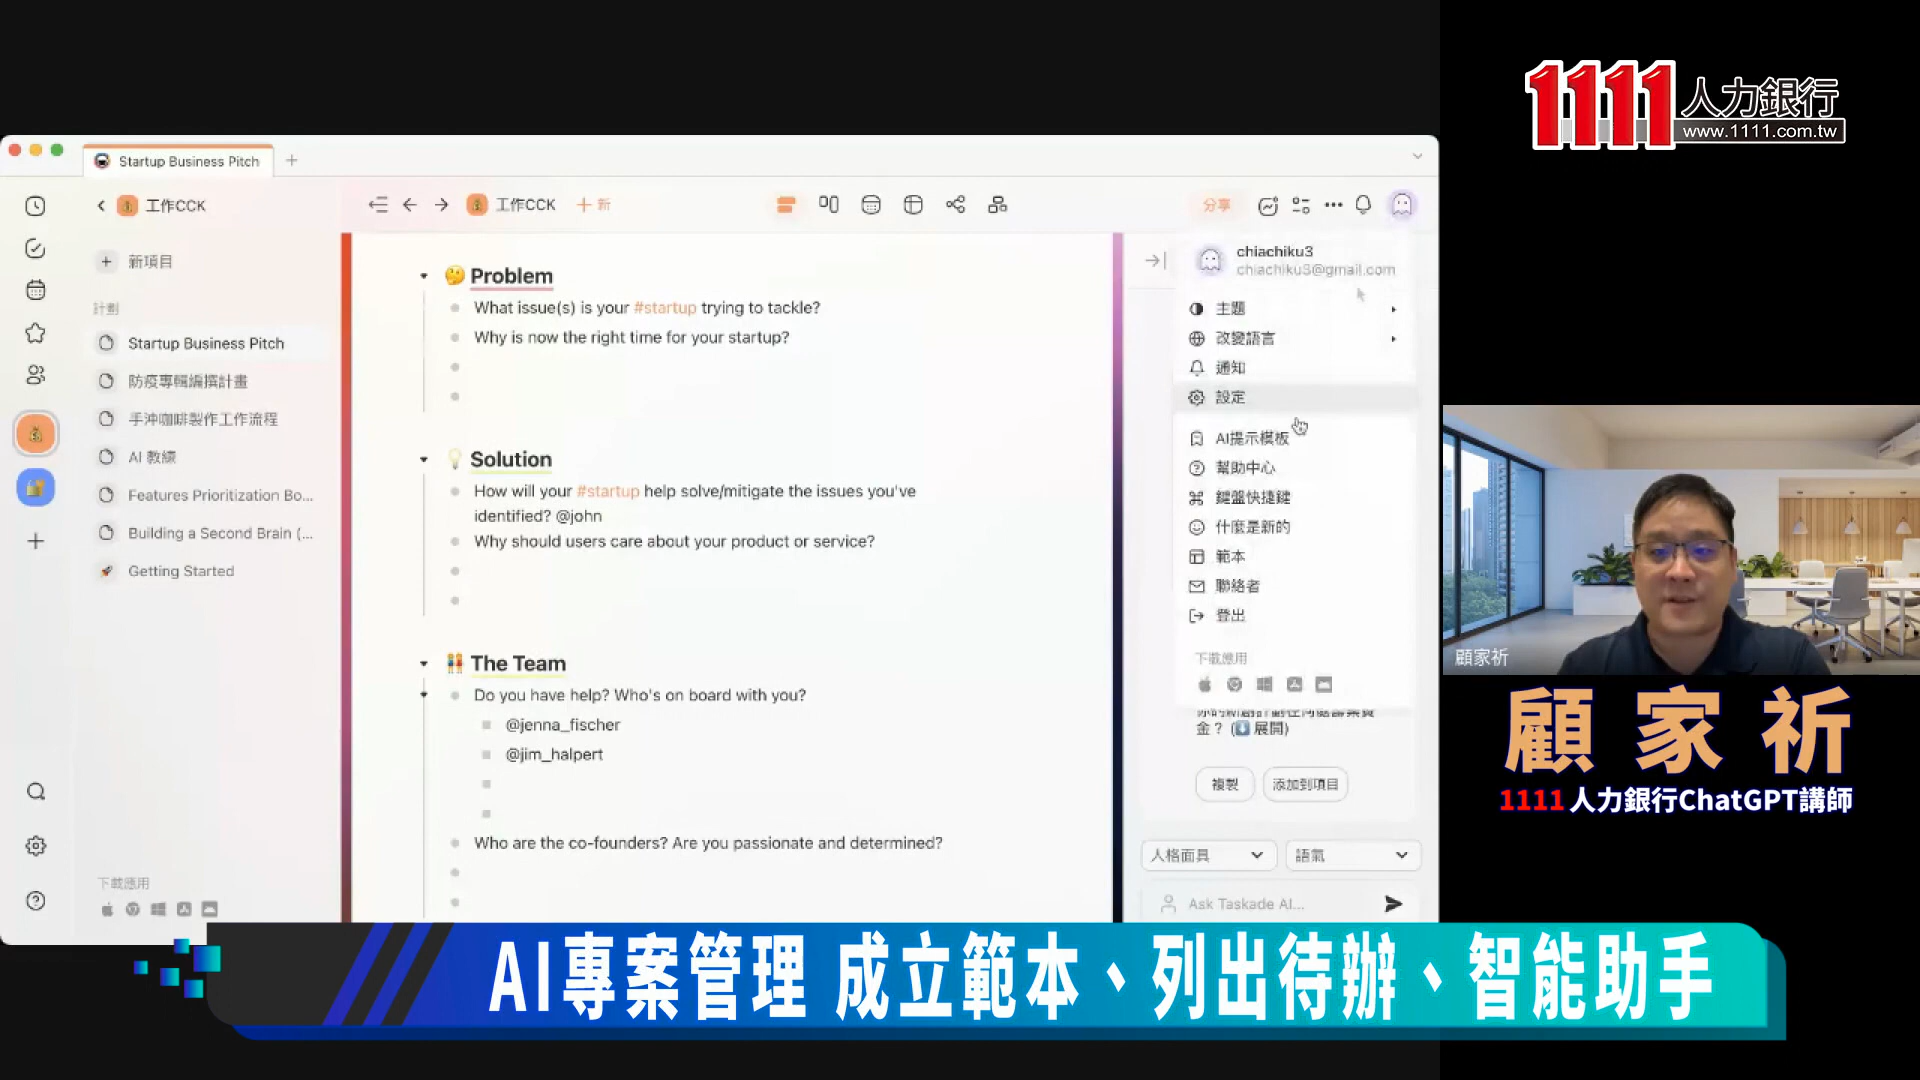 1111人力銀行
www.1111.com.tw
Startup Business Pitch
工作CCK
新項目
計劃
Startup Business Pitch
防疫專輯編撰計畫
手沖咖啡製作工作流程
AI 教練
Features Prioritization Bo...
Building a Second Brain (...
Getting Started
下載應用
工作CCK
+ 新
分享
Problem
What issue(s) is your #startup trying to tackle?
Why is now the right time for your startup?
Solution
How will your #startup help solve/mitigate the issues you've
identified? @john
Why should users care about your product or service?
The Team
Do you have help? Who's on board with you?
@jenna_fischer
@jim_halpert
Who are the co-founders? Are you passionate and determined?
chiachiku3
chiachiku3@gmail.com
主題
改變語言
通知
設定
AI提示模板
幫助中心
鍵盤快捷鍵
什麼是新的
範本
聯絡者
登出
下載應用
金？ (⬇️ 展開)
複製
添加到項目
人格面具
語氣
Ask Taskade AI...
顧家祈
顧家祈
1111人力銀行ChatGPT講師
AI專案管理 成立範本、列出待辦、智能助手